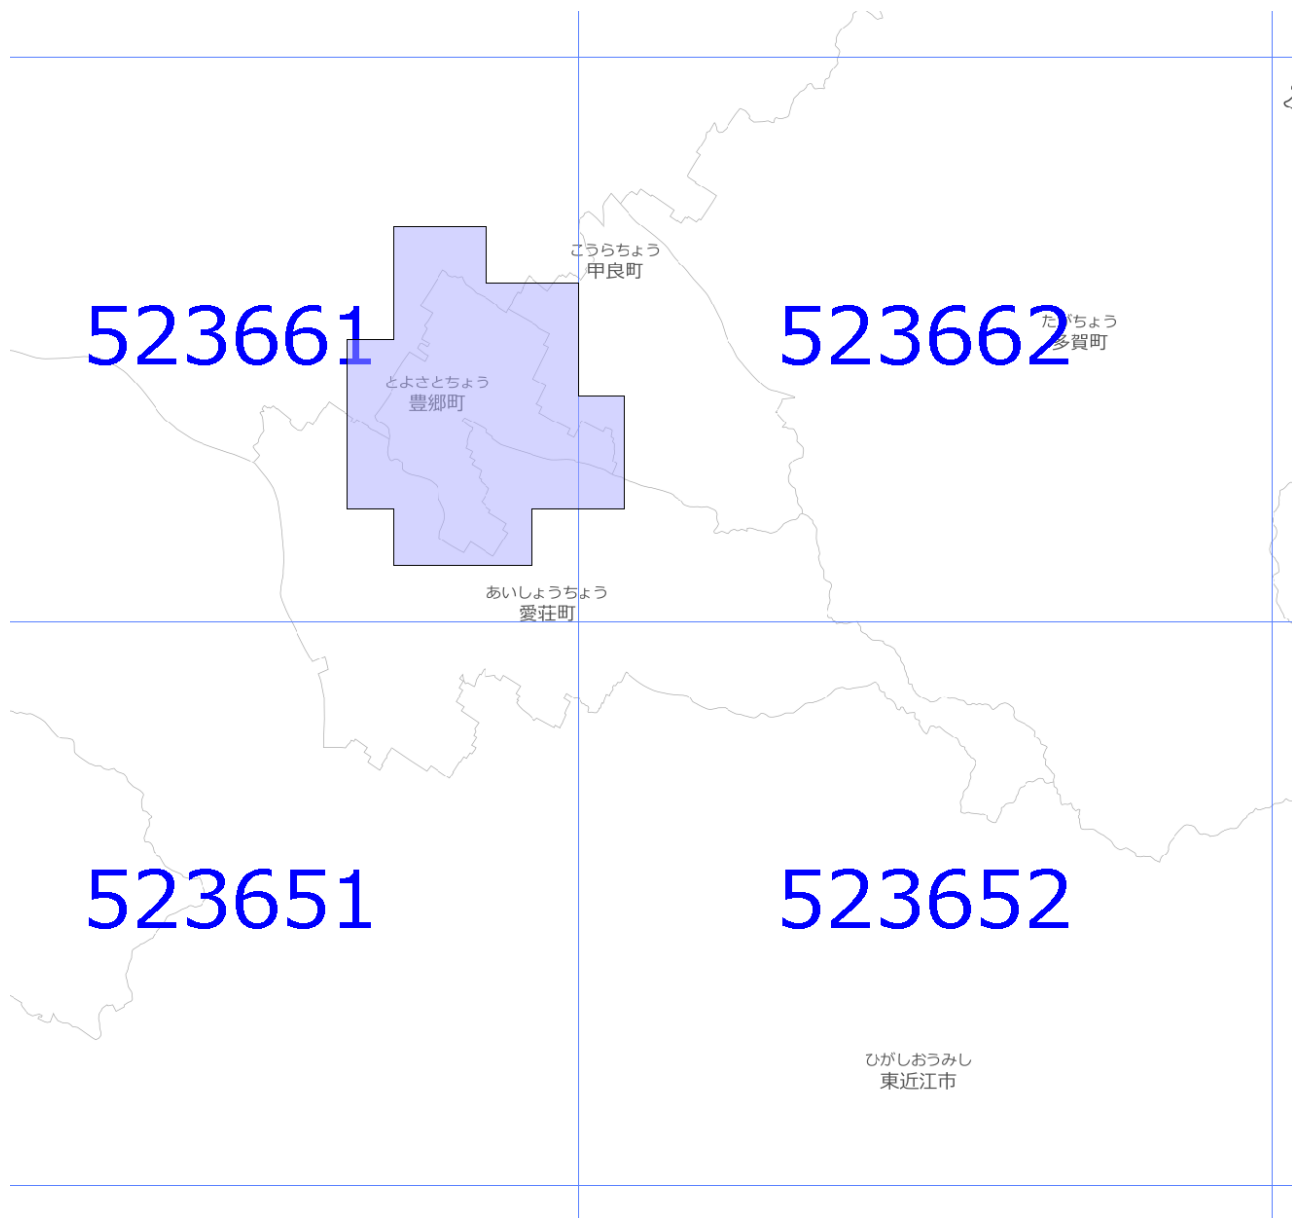 こうらちょう
甲良町
523661
523662
たがちょう
多賀町
とよさとちょう
豊郷町
あいしょうちょう
愛荘町
523651
523652
ひがしおうみし
東近江市